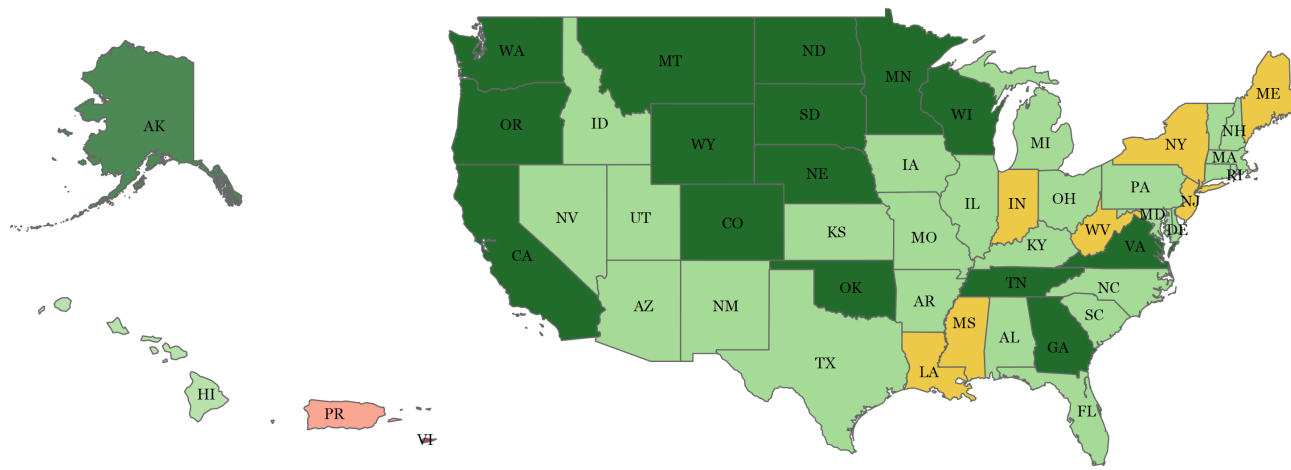 WA
MT
ND
MN
ME
AK
OR
ID
SD
WI
NH
WY
MI
NY
MA
NE
IA
RI
PA
NV
UT
CO
KS
IL
IN
OH
NJ
MO
WV
MD
DE
CA
KY
VA
OK
TN
AZ
NM
AR
NC
MS
SC
AL
GA
TX
LA
HI
FL
PR
VI